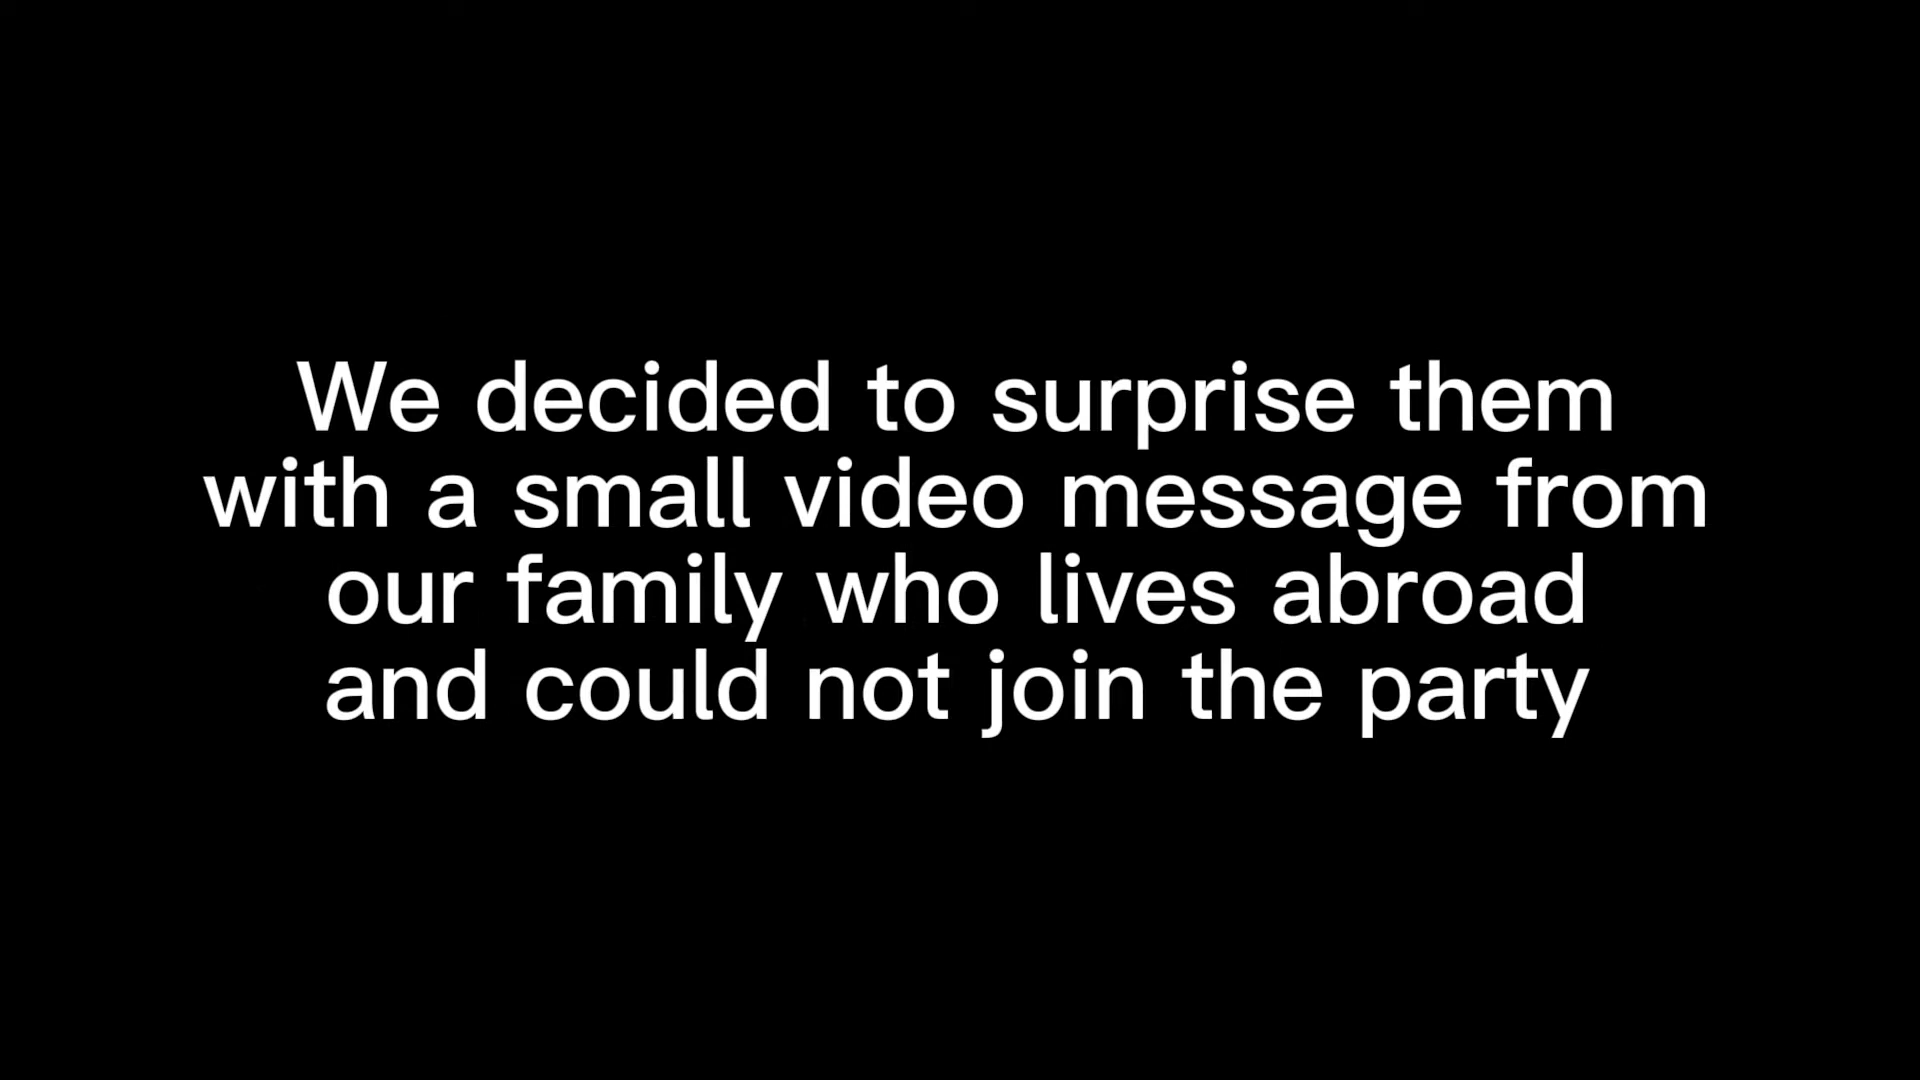 We decided to surprise them
with a small video message from
our family who lives abroad
and could not join the party